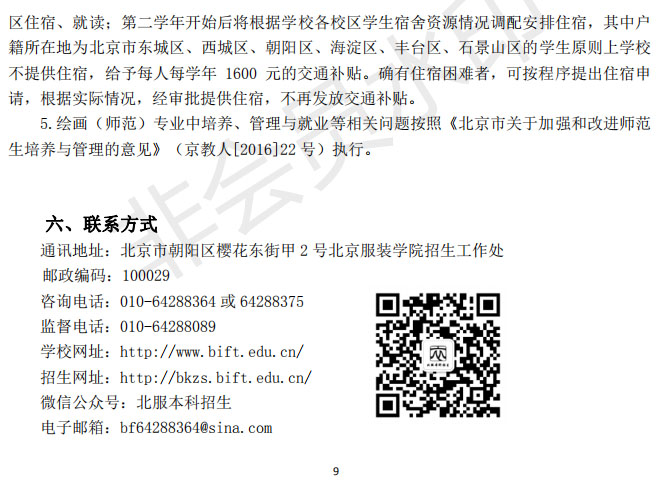 区住宿、就读；第二学年开始后将根据学校各校区学生宿舍资源情况调配安排住宿，其中户
籍所在地为北京市东城区、西城区、朝阳区、海淀区、丰台区、石景山区的学生原则上学校
不提供住宿，给予每人每学年 1600 元的交通补贴。确有住宿困难者，可按程序提出住宿申
请，根据实际情况，经审批提供住宿，不再发放交通补贴。
5.绘画（师范）专业中培养、管理与就业等相关问题按照《北京市关于加强和改进师范
生培养与管理的意见》（京教人[2016]22 号）执行。
非会员水印
六、联系方式
通讯地址：北京市朝阳区樱花东街甲 2 号北京服装学院招生工作处
邮政编码：100029
咨询电话：010-64288364 或 64288375
监督电话：010-64288089
学校网址：http://www.bift.edu.cn/
招生网址：http://bkzs.bift.edu.cn/
微信公众号：北服本科招生
电子邮箱：bf64288364@sina.com
9